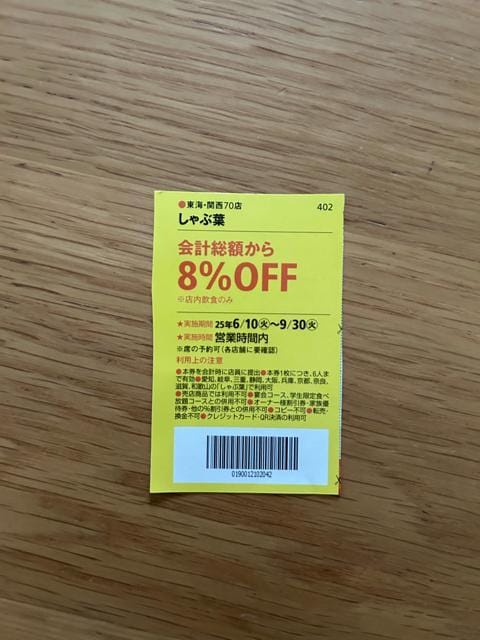 ●東海・関西70店
402
しゃぶ葉
会計総額から
8%OFF
※店内飲食のみ
★実施期間 25年6/10火〜9/30火
★実施時間 営業時間内
※席の予約可(各店舗に要確認)
利用上の注意
●本券を会計時に店員に提出●本券1枚につき、6人ま
で有効●愛知、岐阜、三重、静岡、大阪、兵庫、京都、奈良、
滋賀、和歌山の「しゃぶ葉」で利用可
●売店商品では利用不可●宴会コース、学生限定食べ
放題コースとの併用不可●オーナー様割引券・家族優
待券・他の%割引券との併用不可●コピー不可●転売・
換金不可●クレジットカード・QR決済の利用可
0190012102042